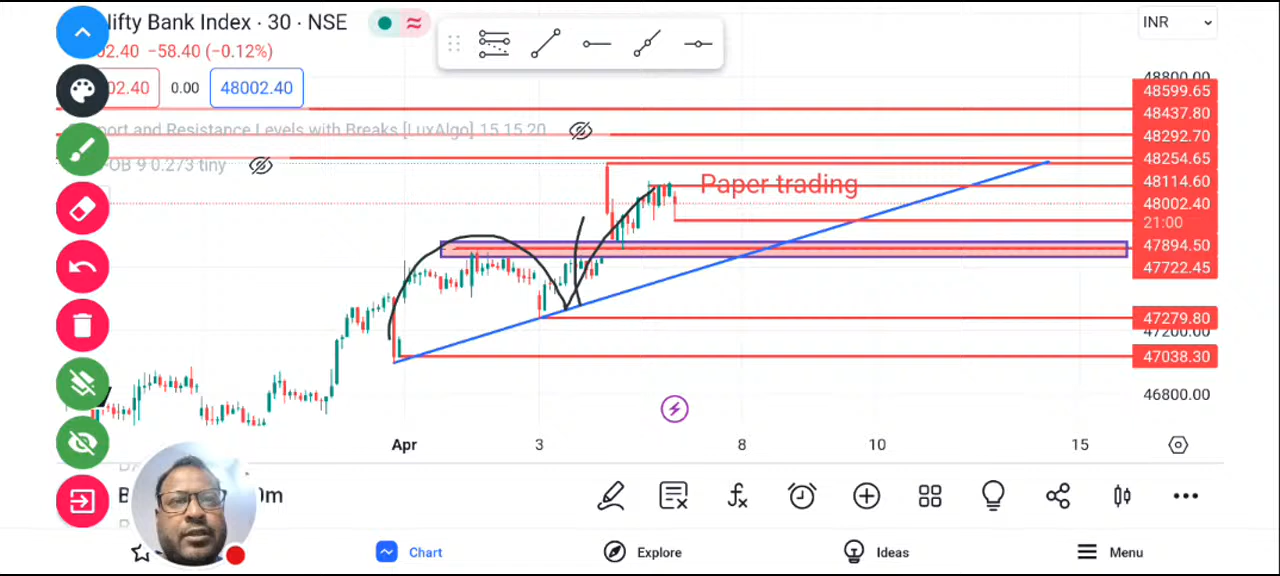 lifty Bank Index · 30 · NSE
INR
02.40 −58.40 (−0.12%)
02.40 0.00 48002.40
48800.00
48599.65
48437.80
port and Resistance Levels with Breaks [LuxAlgo] 15 15 20
48292.70
OB 9 0.273 tiny
48254.65
Paper trading
48114.60
48002.40
21:00
47894.50
47722.45
47279.80
47200.00
47038.30
46800.00
Apr 3 8 10 15
0m
Chart Explore Ideas Menu